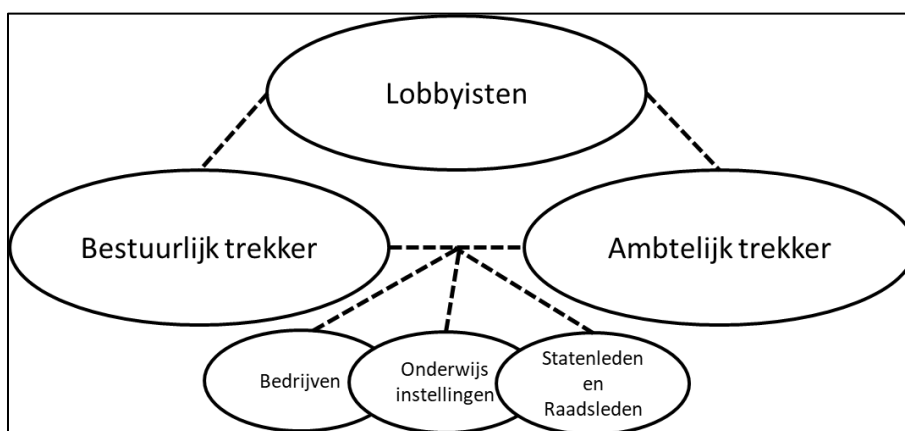 Lobbyisten
Bestuurlijk trekker
Ambtelijk trekker
Bedrijven
Onderwijs
instellingen
Statenleden
en
Raadsleden